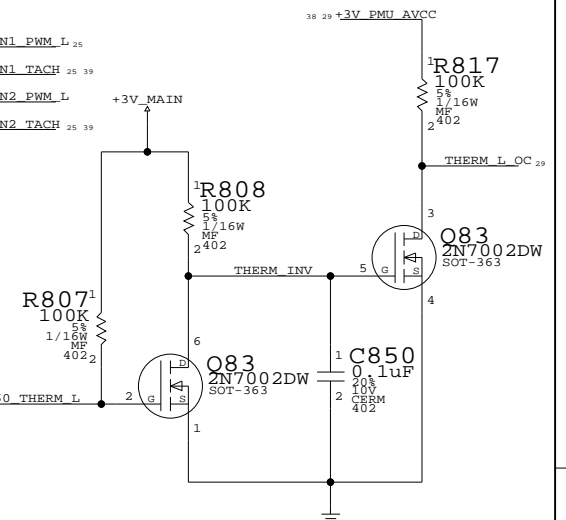 38 29 +3V_PMU_AVCC
N1_PWM_L 25
N1_TACH 25 39
N2_PWM_L
N2_TACH 25 39
+3V_MAIN
1
R817
100K
5%
1/16W
MF
402
2
THERM_L_OC 29
1
R808
100K
5%
1/16W
MF
402
2
3
D
Q83
2N7002DW
SOT-363
THERM_INV
5
G
S
4
R807
1
100K
5%
1/16W
MF
402
2
6
D
Q83
2N7002DW
SOT-363
1
C850
0.1uF
20%
10V
CERM
402
2
0_THERM_L
2
G
S
1